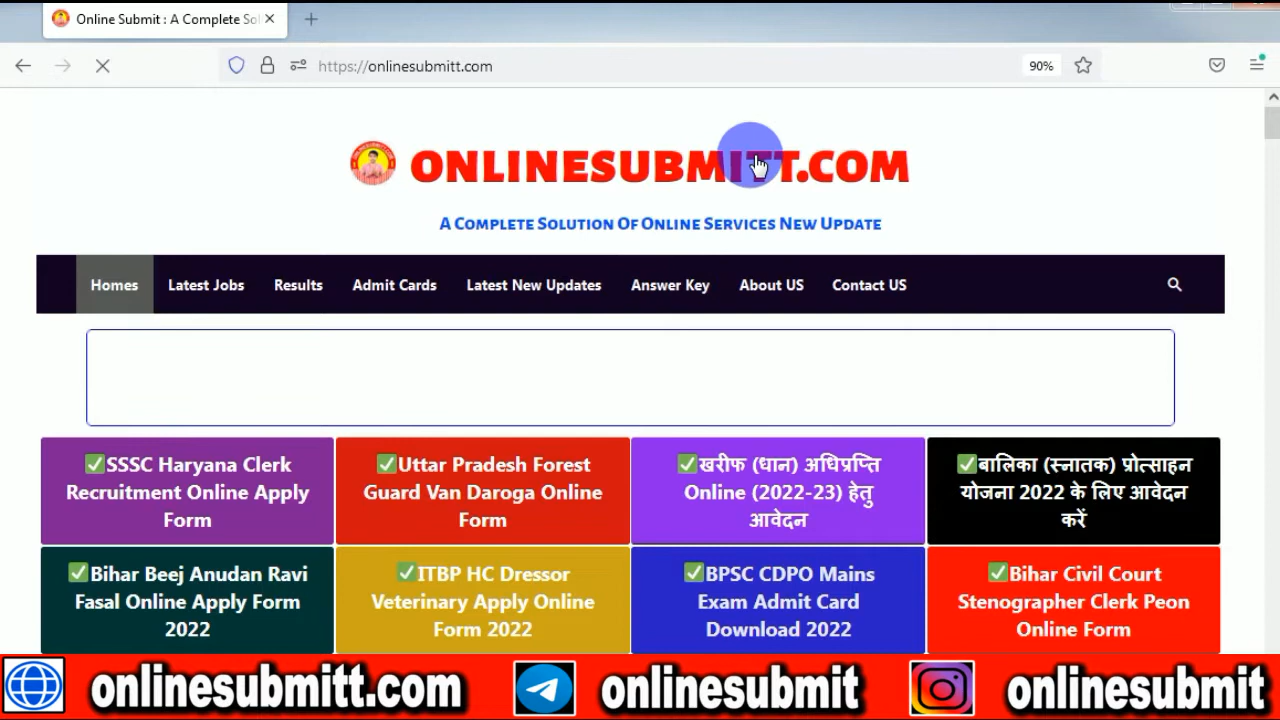 Online Submit : A Complete Sol
https://onlinesubmitt.com
90%
ONLINESUBMITT.COM
A Complete Solution Of Online Services New Update
Homes Latest Jobs Results Admit Cards Latest New Updates Answer Key About US Contact US
✅SSSC Haryana Clerk
Recruitment Online Apply
Form
✅Uttar Pradesh Forest
Guard Van Daroga Online
Form
✅खरीफ (धान) अधिप्रप्ति
Online (2022-23) हेतु
आवेदन
✅बालिका (स्नातक) प्रोत्साहन
योजना 2022 के लिए आवेदन
करें
✅Bihar Beej Anudan Ravi
Fasal Online Apply Form
2022
✅ITBP HC Dressor
Veterinary Apply Online
Form 2022
✅BPSC CDPO Mains
Exam Admit Card
Download 2022
✅Bihar Civil Court
Stenographer Clerk Peon
Online Form
onlinesubmitt.com onlinesubmit onlinesubmit